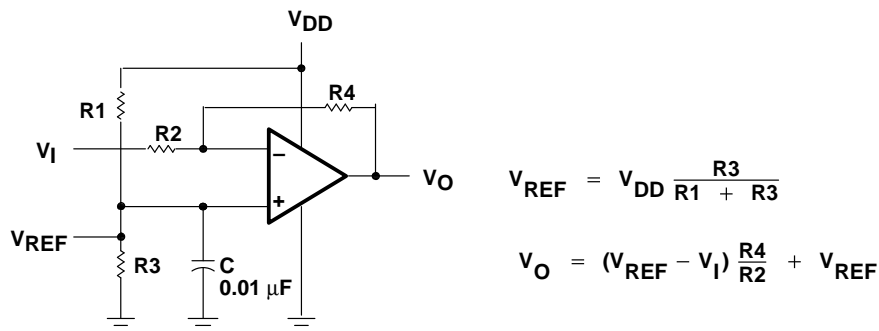 VDD
R4
R1
R2
VI
−
VO
+
VREF
R3
C
0.01 μF
VREF = VDD R3 / R1 + R3
VO = (VREF − VI) R4 / R2 + VREF